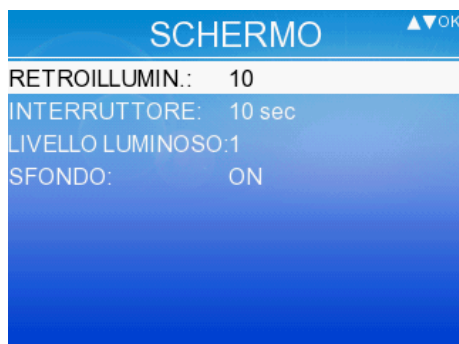 SCHERMO ▲▼OK
RETROILLUMIN.: 10
INTERRUTTORE: 10 sec
LIVELLO LUMINOSO:1
SFONDO: ON